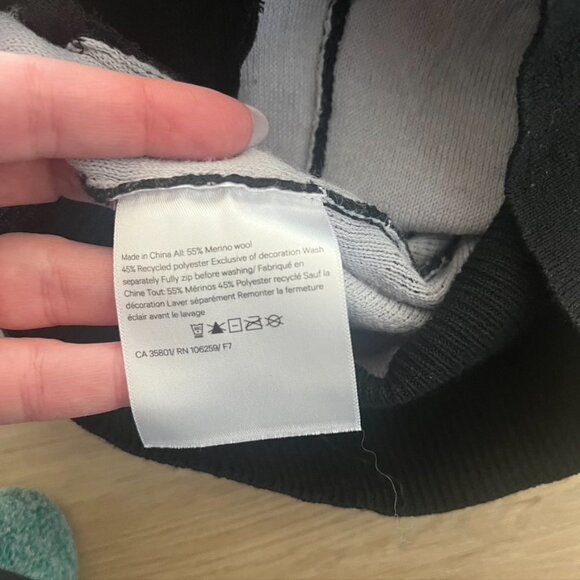 Made in China All: 55% Merino wool
45% Recycled polyester Exclusive of decoration Wash
separately Fully zip before washing/ Fabriqué en
Chine Tout: 55% Mérinos 45% Polyester recyclé Sauf la
décoration Laver séparément Remonter la fermeture
éclair avant le lavage
CA 35801/ RN 106259/ F7